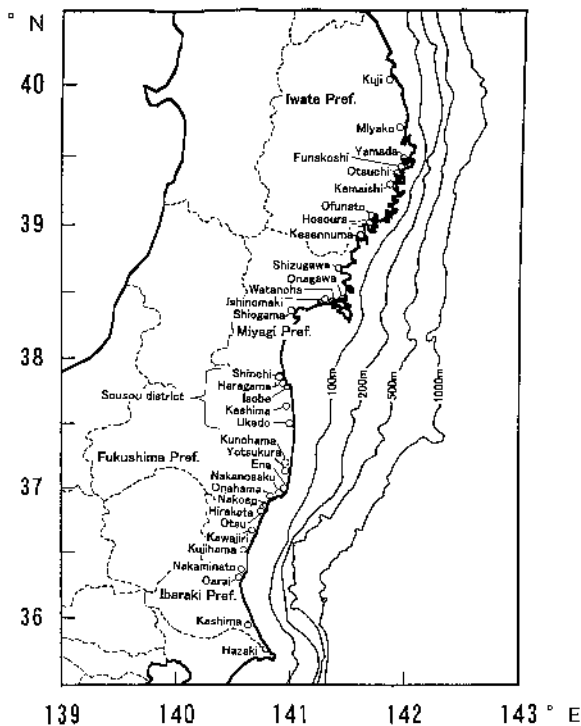 ° N
40
Kuji
Iwate Pref.
Miyako
Yamada
Funakoshi
Otsuchi
Kamaishi
Ofunato
Hosoura
39
Kesennuma
Shizugawa
Onagawa
Watanoha
Ishinomaki
Shiogama
Miyagi Pref.
38
100m
200m
500m
1000m
Shinchi
Haragama
Sousou district
Isobe
Kashima
Ukedo
Kunohama
Yotsukura
Fukushima Pref.
Ena
Nakanosaku
37
Onahama
Nakoso
Hirakata
Otsu
Kawajiri
Kujihama
Nakaminato
Oarai
Ibaraki Pref.
36
Kashima
Hazaki
139 140 141 142 143 ° E